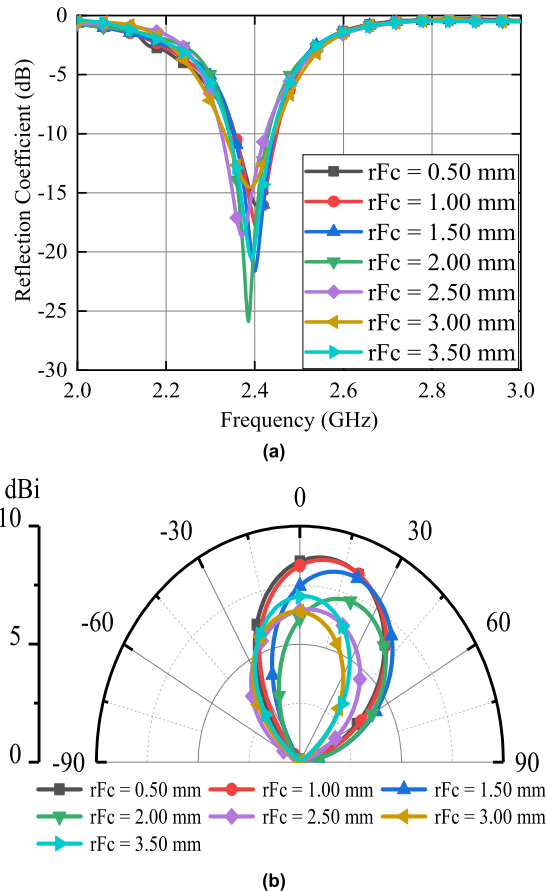 0
-5
-10
-15
-20
-25
-30
Reflection Coefficient (dB)
rFc = 0.50 mm
rFc = 1.00 mm
rFc = 1.50 mm
rFc = 2.00 mm
rFc = 2.50 mm
rFc = 3.00 mm
rFc = 3.50 mm
2.0 2.2 2.4 2.6 2.8 3.0
Frequency (GHz)
(a)
dBi
10
5
0
0
-30 30
-60 60
-90 90
rFc = 0.50 mm rFc = 1.00 mm rFc = 1.50 mm
rFc = 2.00 mm rFc = 2.50 mm rFc = 3.00 mm
rFc = 3.50 mm
(b)